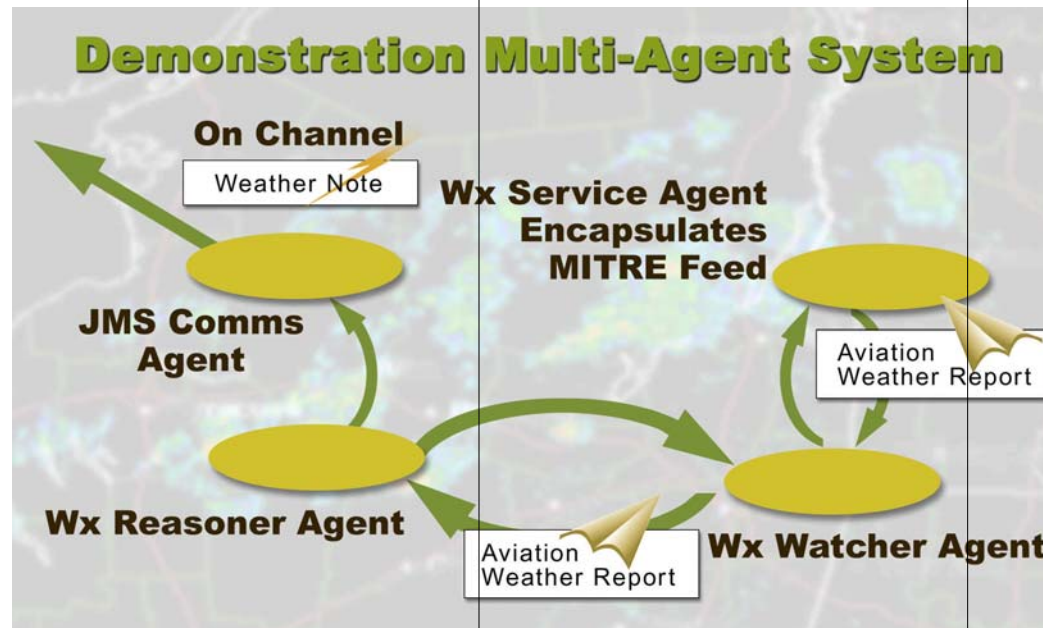 Demonstration Multi-Agent System
On Channel
Weather Note
Wx Service Agent
Encapsulates
MITRE Feed
JMS Comms
Agent
Aviation
Weather Report
Wx Reasoner Agent
Aviation
Weather Report
Wx Watcher Agent